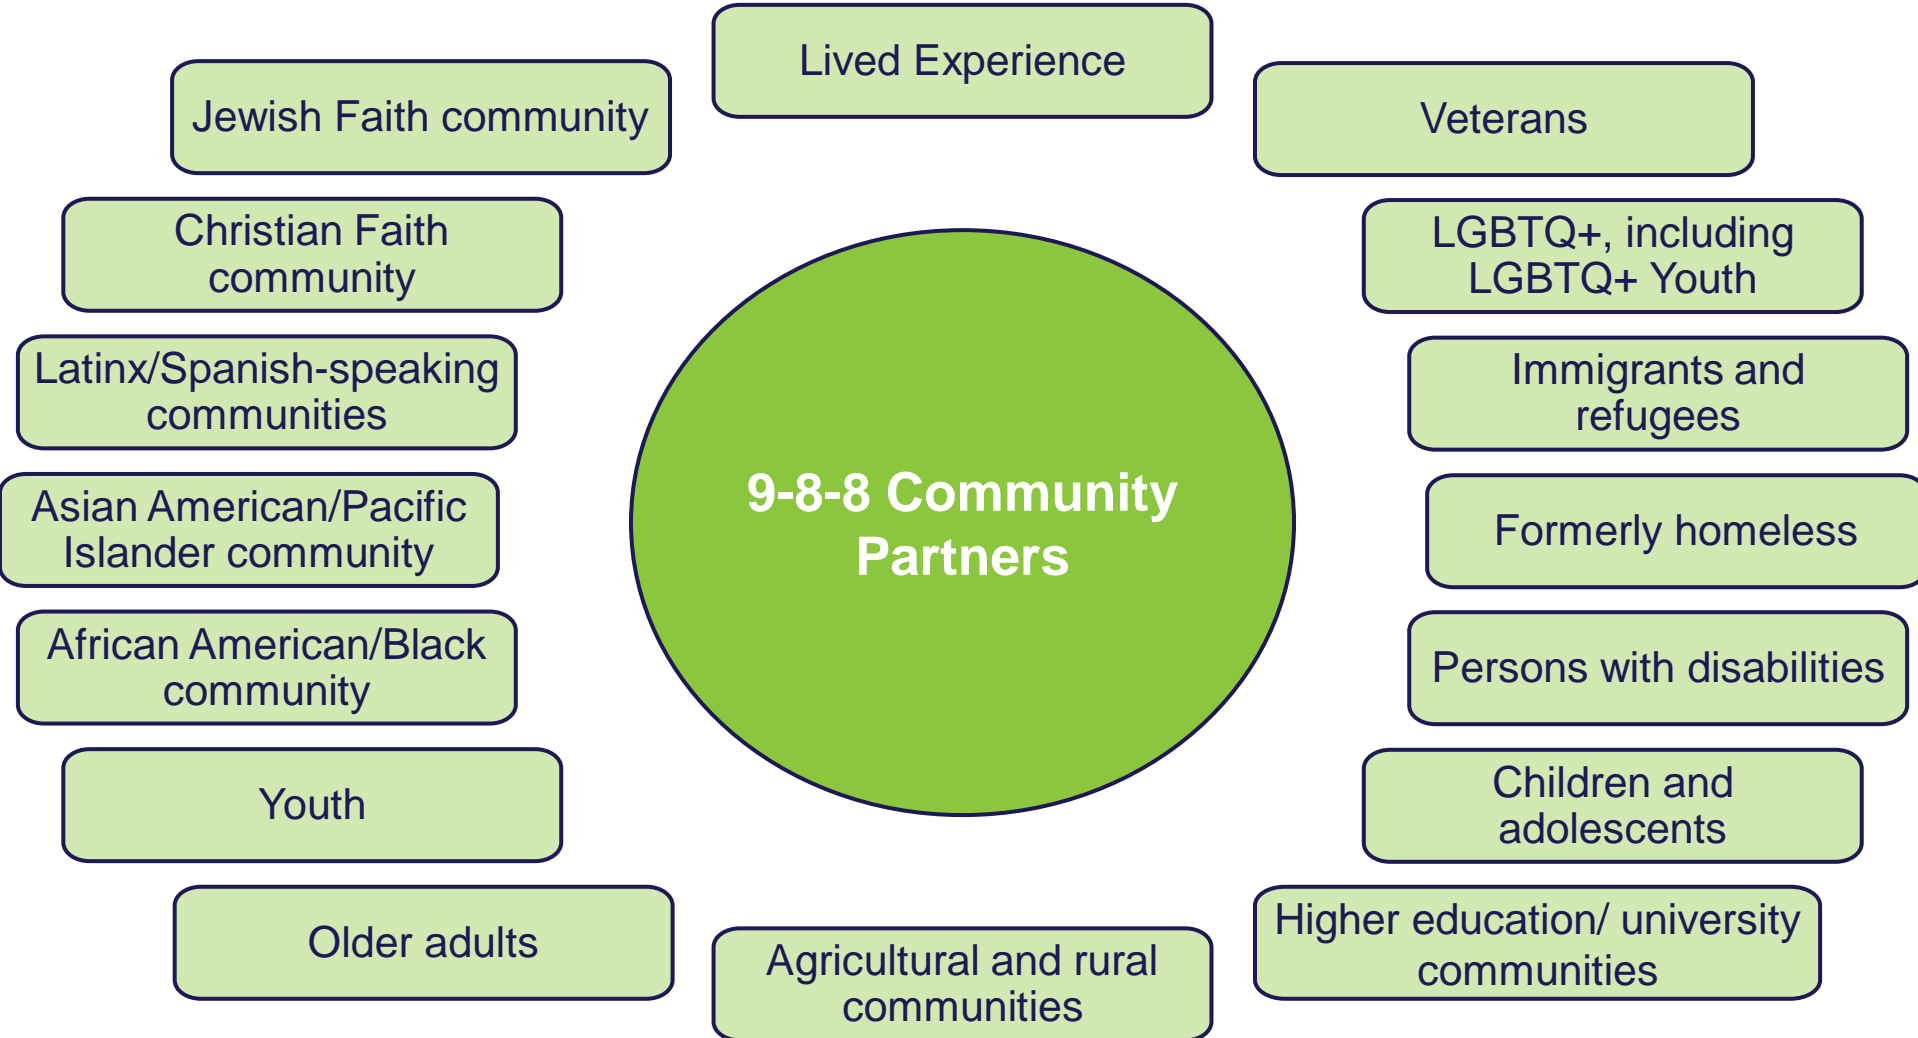 Lived Experience
Jewish Faith community
Veterans
Christian Faith
community
LGBTQ+, including
LGBTQ+ Youth
Latinx/Spanish-speaking
communities
Immigrants and
refugees
9-8-8 Community
Partners
Asian American/Pacific
Islander community
Formerly homeless
African American/Black
community
Persons with disabilities
Youth
Children and
adolescents
Older adults
Higher education/ university
communities
Agricultural and rural
communities